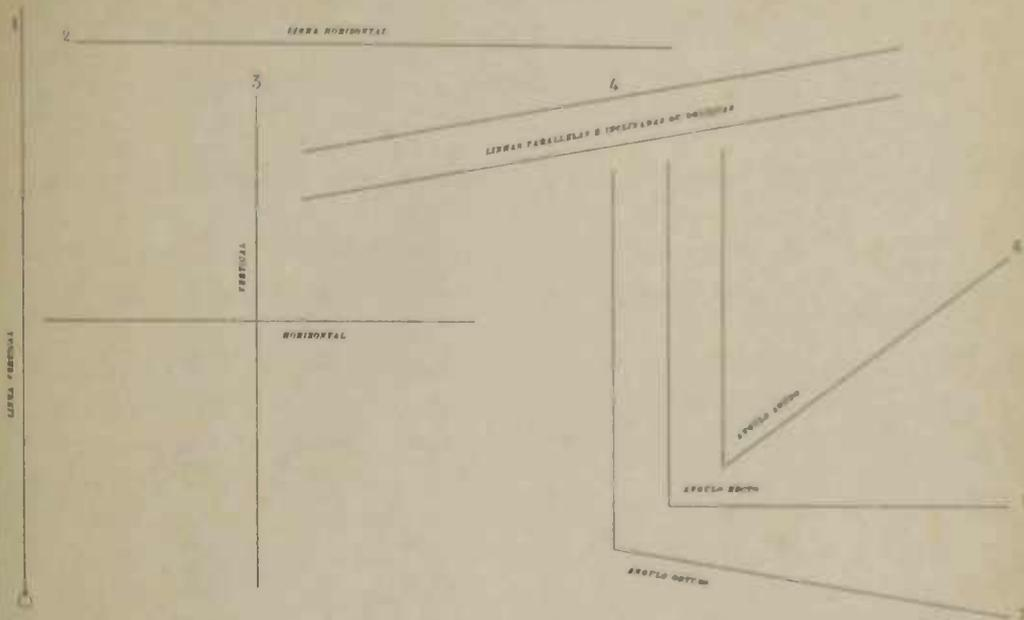 1
2
LINHA HORIZONTAL
3
4
LINHAS PARALLELAS E INCLINADAS OU OBLIQUAS
VERTICAL
HORIZONTAL
LINHA VERTICAL
ANGULO AGUDO
ANGULO RECTO
ANGULO OBTUSO